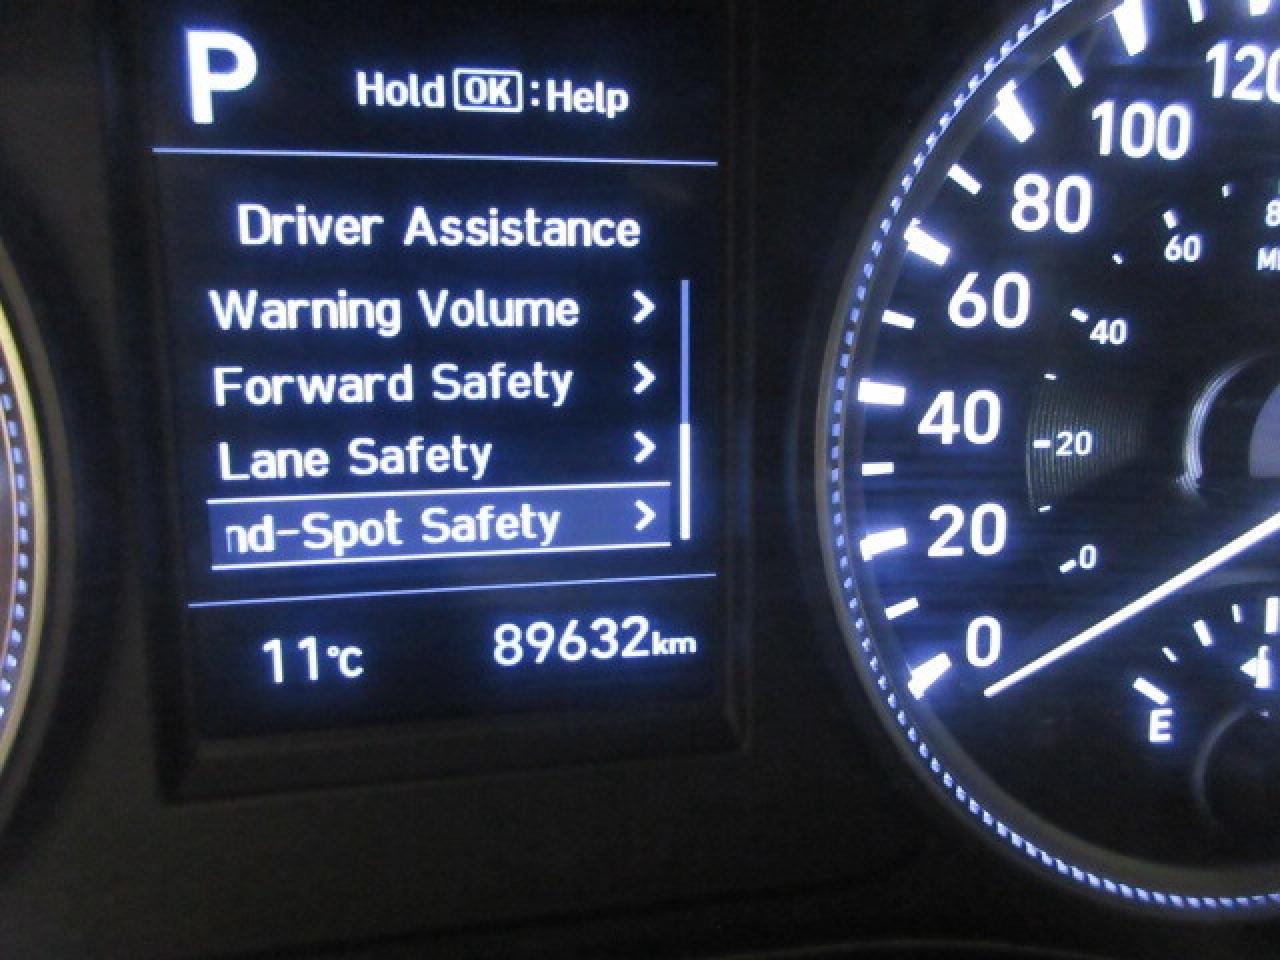 P
Hold OK : Help
Driver Assistance
Warning Volume
Forward Safety
Lane Safety
nd-Spot Safety
11°C
89632km
120
100
80
60
40
20
0
60
40
20
0
E